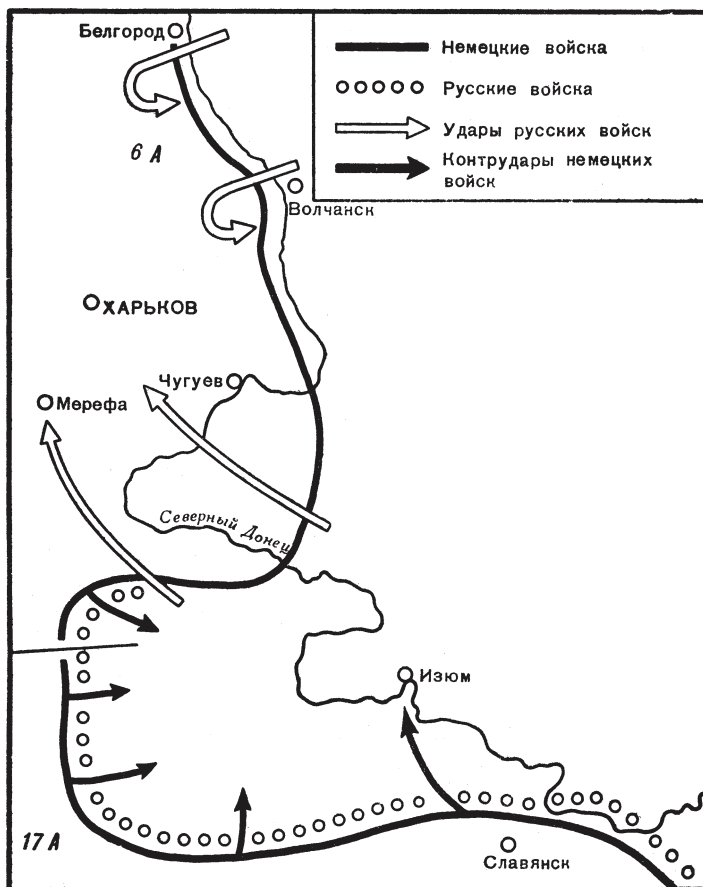 Белгород
Немецкие войска
Русские войска
Удары русских войск
Контрудары немецких
войск
6 А
Волчанск
ХАРЬКОВ
Чугуев
Мерефа
Северный Донец
Изюм
17 А
Славянск